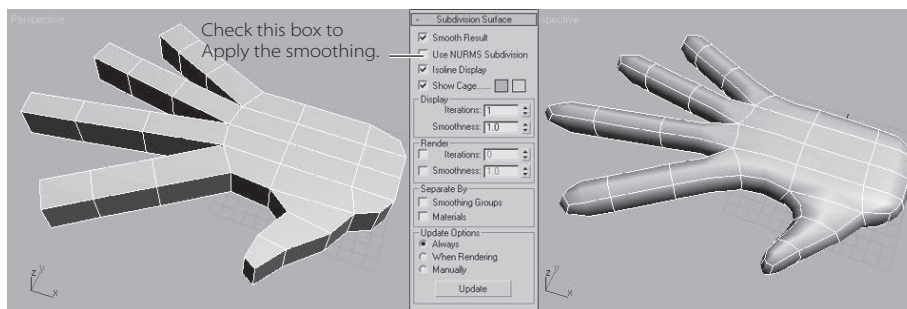 Perspective
Check this box to
Apply the smoothing.
- Subdivision Surface
Smooth Result
Use NURMS Subdivision
Isoline Display
Show Cage......
Display
Iterations: 1
Smoothness: 1.0
Render
Iterations: 0
Smoothness: 1.0
Separate By
Smoothing Groups
Materials
Update Options
Always
When Rendering
Manually
Update
spective
z y
x
z y
x